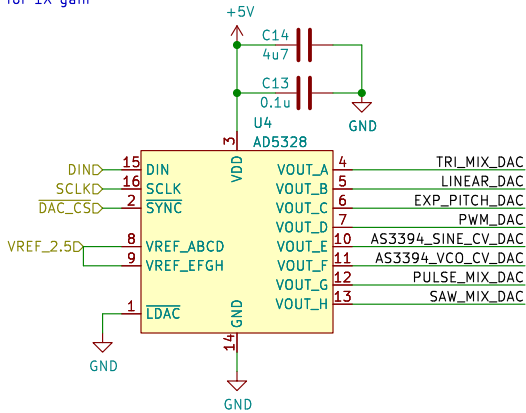 for 1X gain
+5V
C14
4u7
C13
0.1u
GND
U4
AD5328
3
VDD
DIN 15 DIN
SCLK 16 SCLK
DAC_CS 2 SYNC
VREF_2.5 8 VREF_ABCD
9 VREF_EFGH
1 LDAC
GND
VOUT_A 4 TRI_MIX_DAC
VOUT_B 5 LINEAR_DAC
VOUT_C 6 EXP_PITCH_DAC
VOUT_D 7 PWM_DAC
VOUT_E 10 AS3394_SINE_CV_DAC
VOUT_F 11 AS3394_VCO_CV_DAC
VOUT_G 12 PULSE_MIX_DAC
VOUT_H 13 SAW_MIX_DAC
GND
14
GND